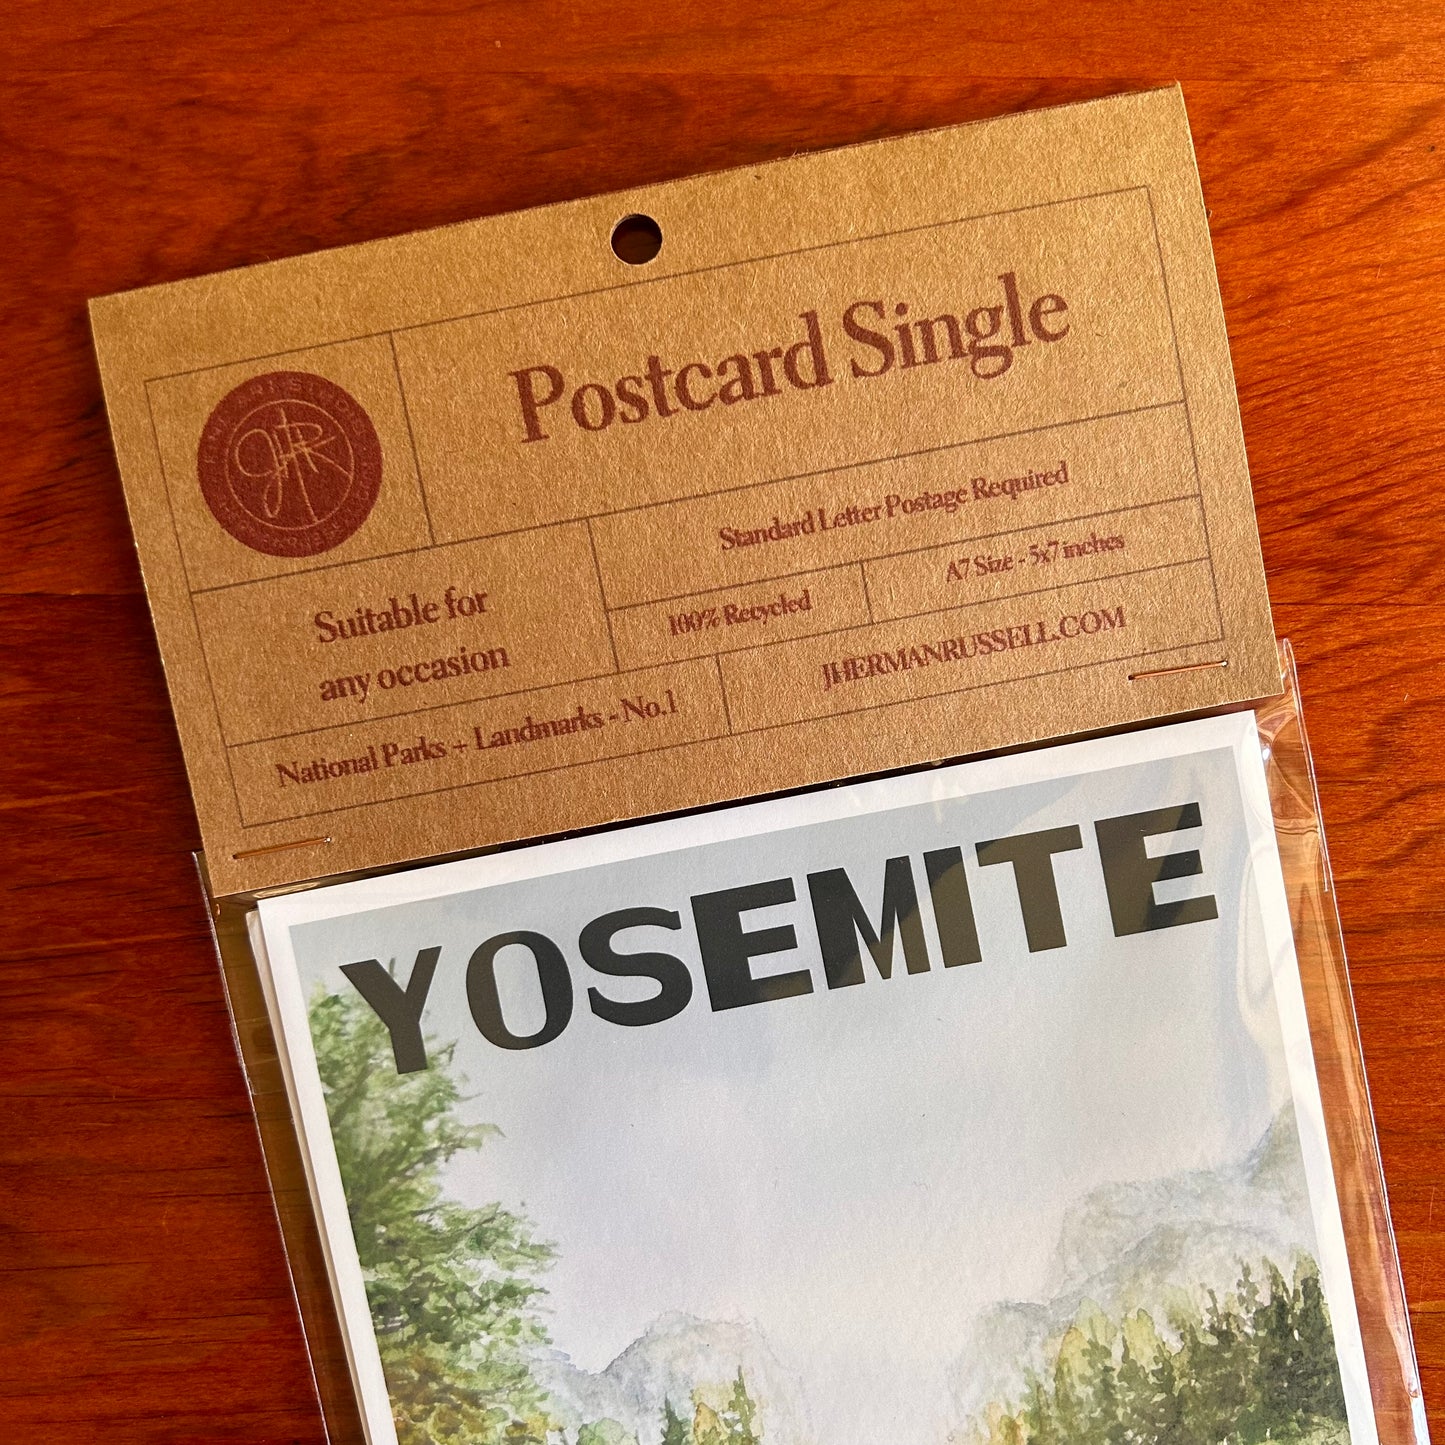 Postcard Single
JHR
Standard Letter Postage Required
Suitable for
any occasion
100% Recycled
A7 Size - 5x7 inches
National Parks + Landmarks - No.1
JHERMANRUSSELL.COM
YOSEMITE